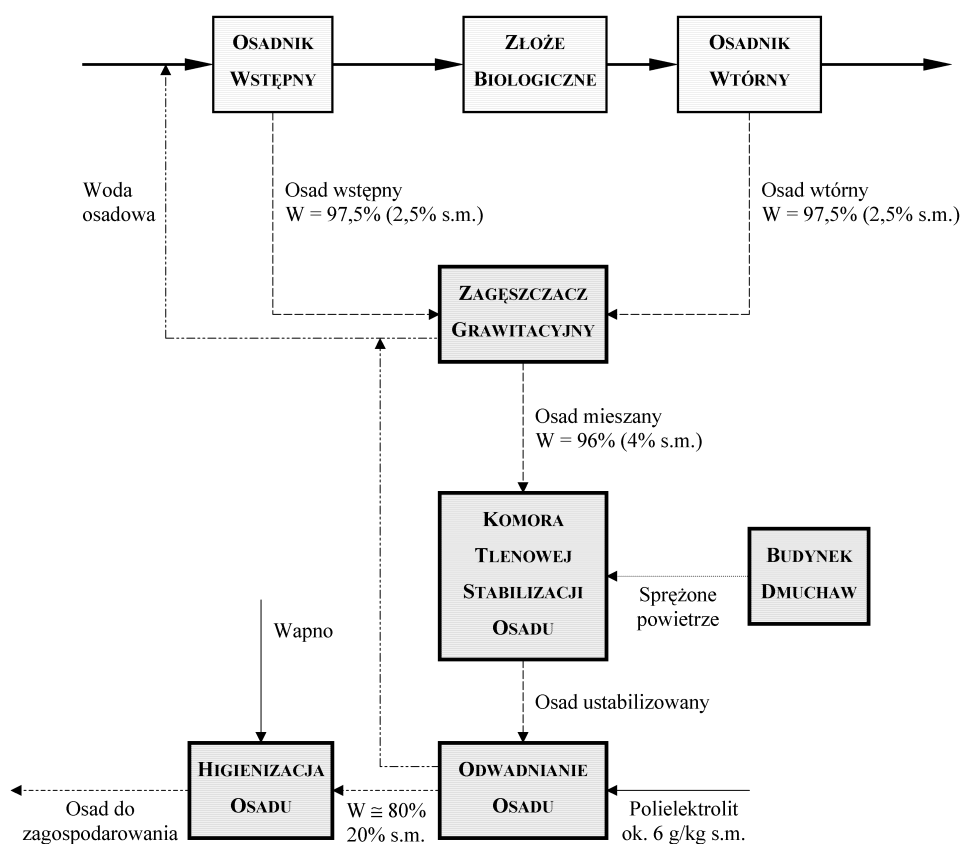 OSADNIK
WSTĘPNY
ZŁOŻE
BIOLOGICZNE
OSADNIK
WTÓRNY
Woda
osadowa
Osad wstępny
W = 97,5% (2,5% s.m.)
Osad wtórny
W = 97,5% (2,5% s.m.)
ZAGĘSZCZACZ
GRAWITACYJNY
Osad mieszany
W = 96% (4% s.m.)
KOMORA
TLENOWEJ
STABILIZACJI
OSADU
BUDYNEK
DMUCHAW
Sprężone
powietrze
Wapno
Osad ustabilizowany
HIGIENIZACJA
OSADU
ODWADNIANIE
OSADU
Osad do
zagospodarowania
W ≅ 80%
20% s.m.
Polielektrolit
ok. 6 g/kg s.m.